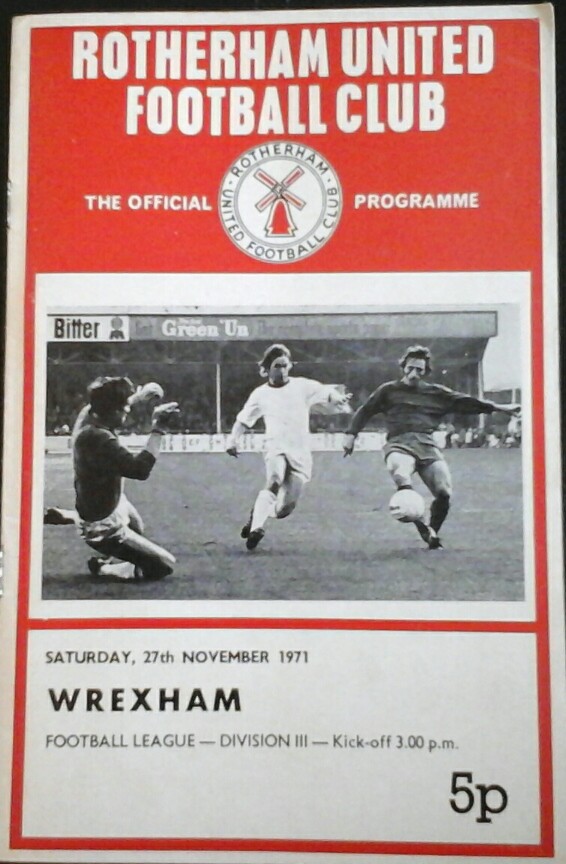 ROTHERHAM UNITED
FOOTBALL CLUB
THE OFFICIAL
ROTHERHAM
UNITED FOOTBALL CLUB
PROGRAMME
Bitter
Green 'Un
SATURDAY, 27th NOVEMBER 1971
WREXHAM
FOOTBALL LEAGUE — DIVISION III — Kick-off 3.00 p.m.
5p